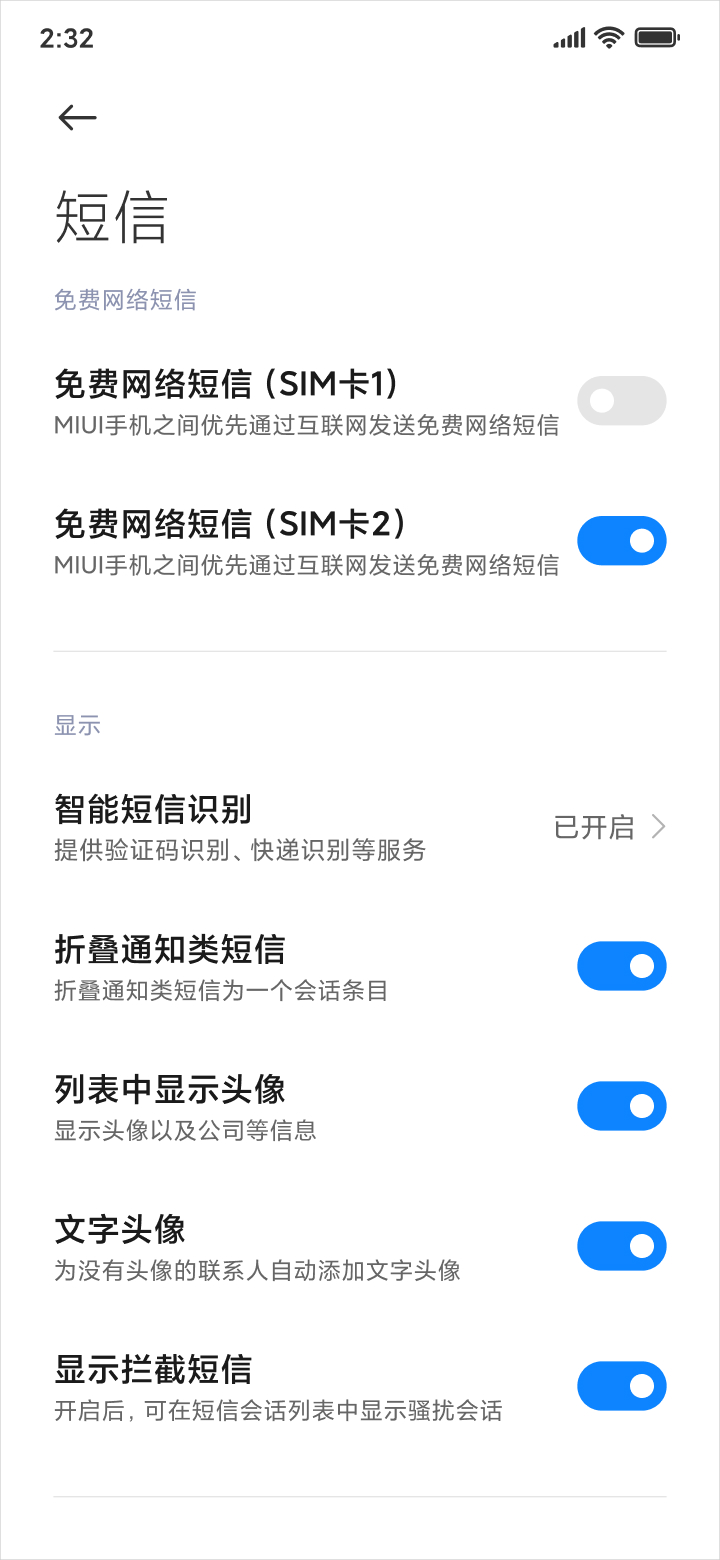 2:32
短信
免费网络短信
免费网络短信（SIM卡1）
MIUI手机之间优先通过互联网发送免费网络短信
免费网络短信（SIM卡2）
MIUI手机之间优先通过互联网发送免费网络短信
显示
智能短信识别
提供验证码识别、快递识别等服务
已开启
折叠通知类短信
折叠通知类短信为一个会话条目
列表中显示头像
显示头像以及公司等信息
文字头像
为没有头像的联系人自动添加文字头像
显示拦截短信
开启后，可在短信会话列表中显示骚扰会话